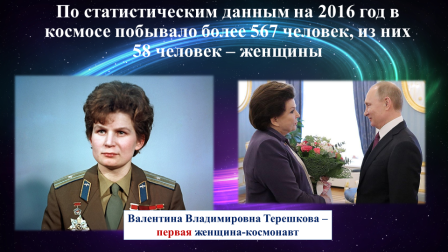 По статистическим данным на 2016 год в
космосе побывало более 567 человек, из них
58 человек – женщины
Валентина Владимировна Терешкова –
первая женщина-космонавт